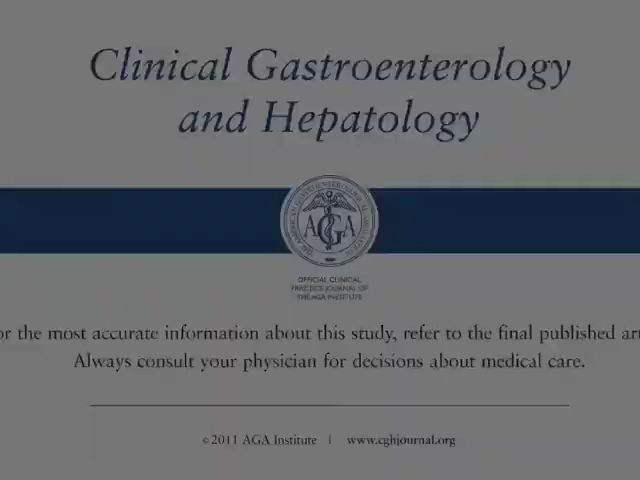 Clinical Gastroenterology
and Hepatology
AGA
OFFICIAL CLINICAL
PRACTICE JOURNAL OF
THE AGA INSTITUTE
or the most accurate information about this study, refer to the final published ar
Always consult your physician for decisions about medical care.
©2011 AGA Institute | www.cghjournal.org